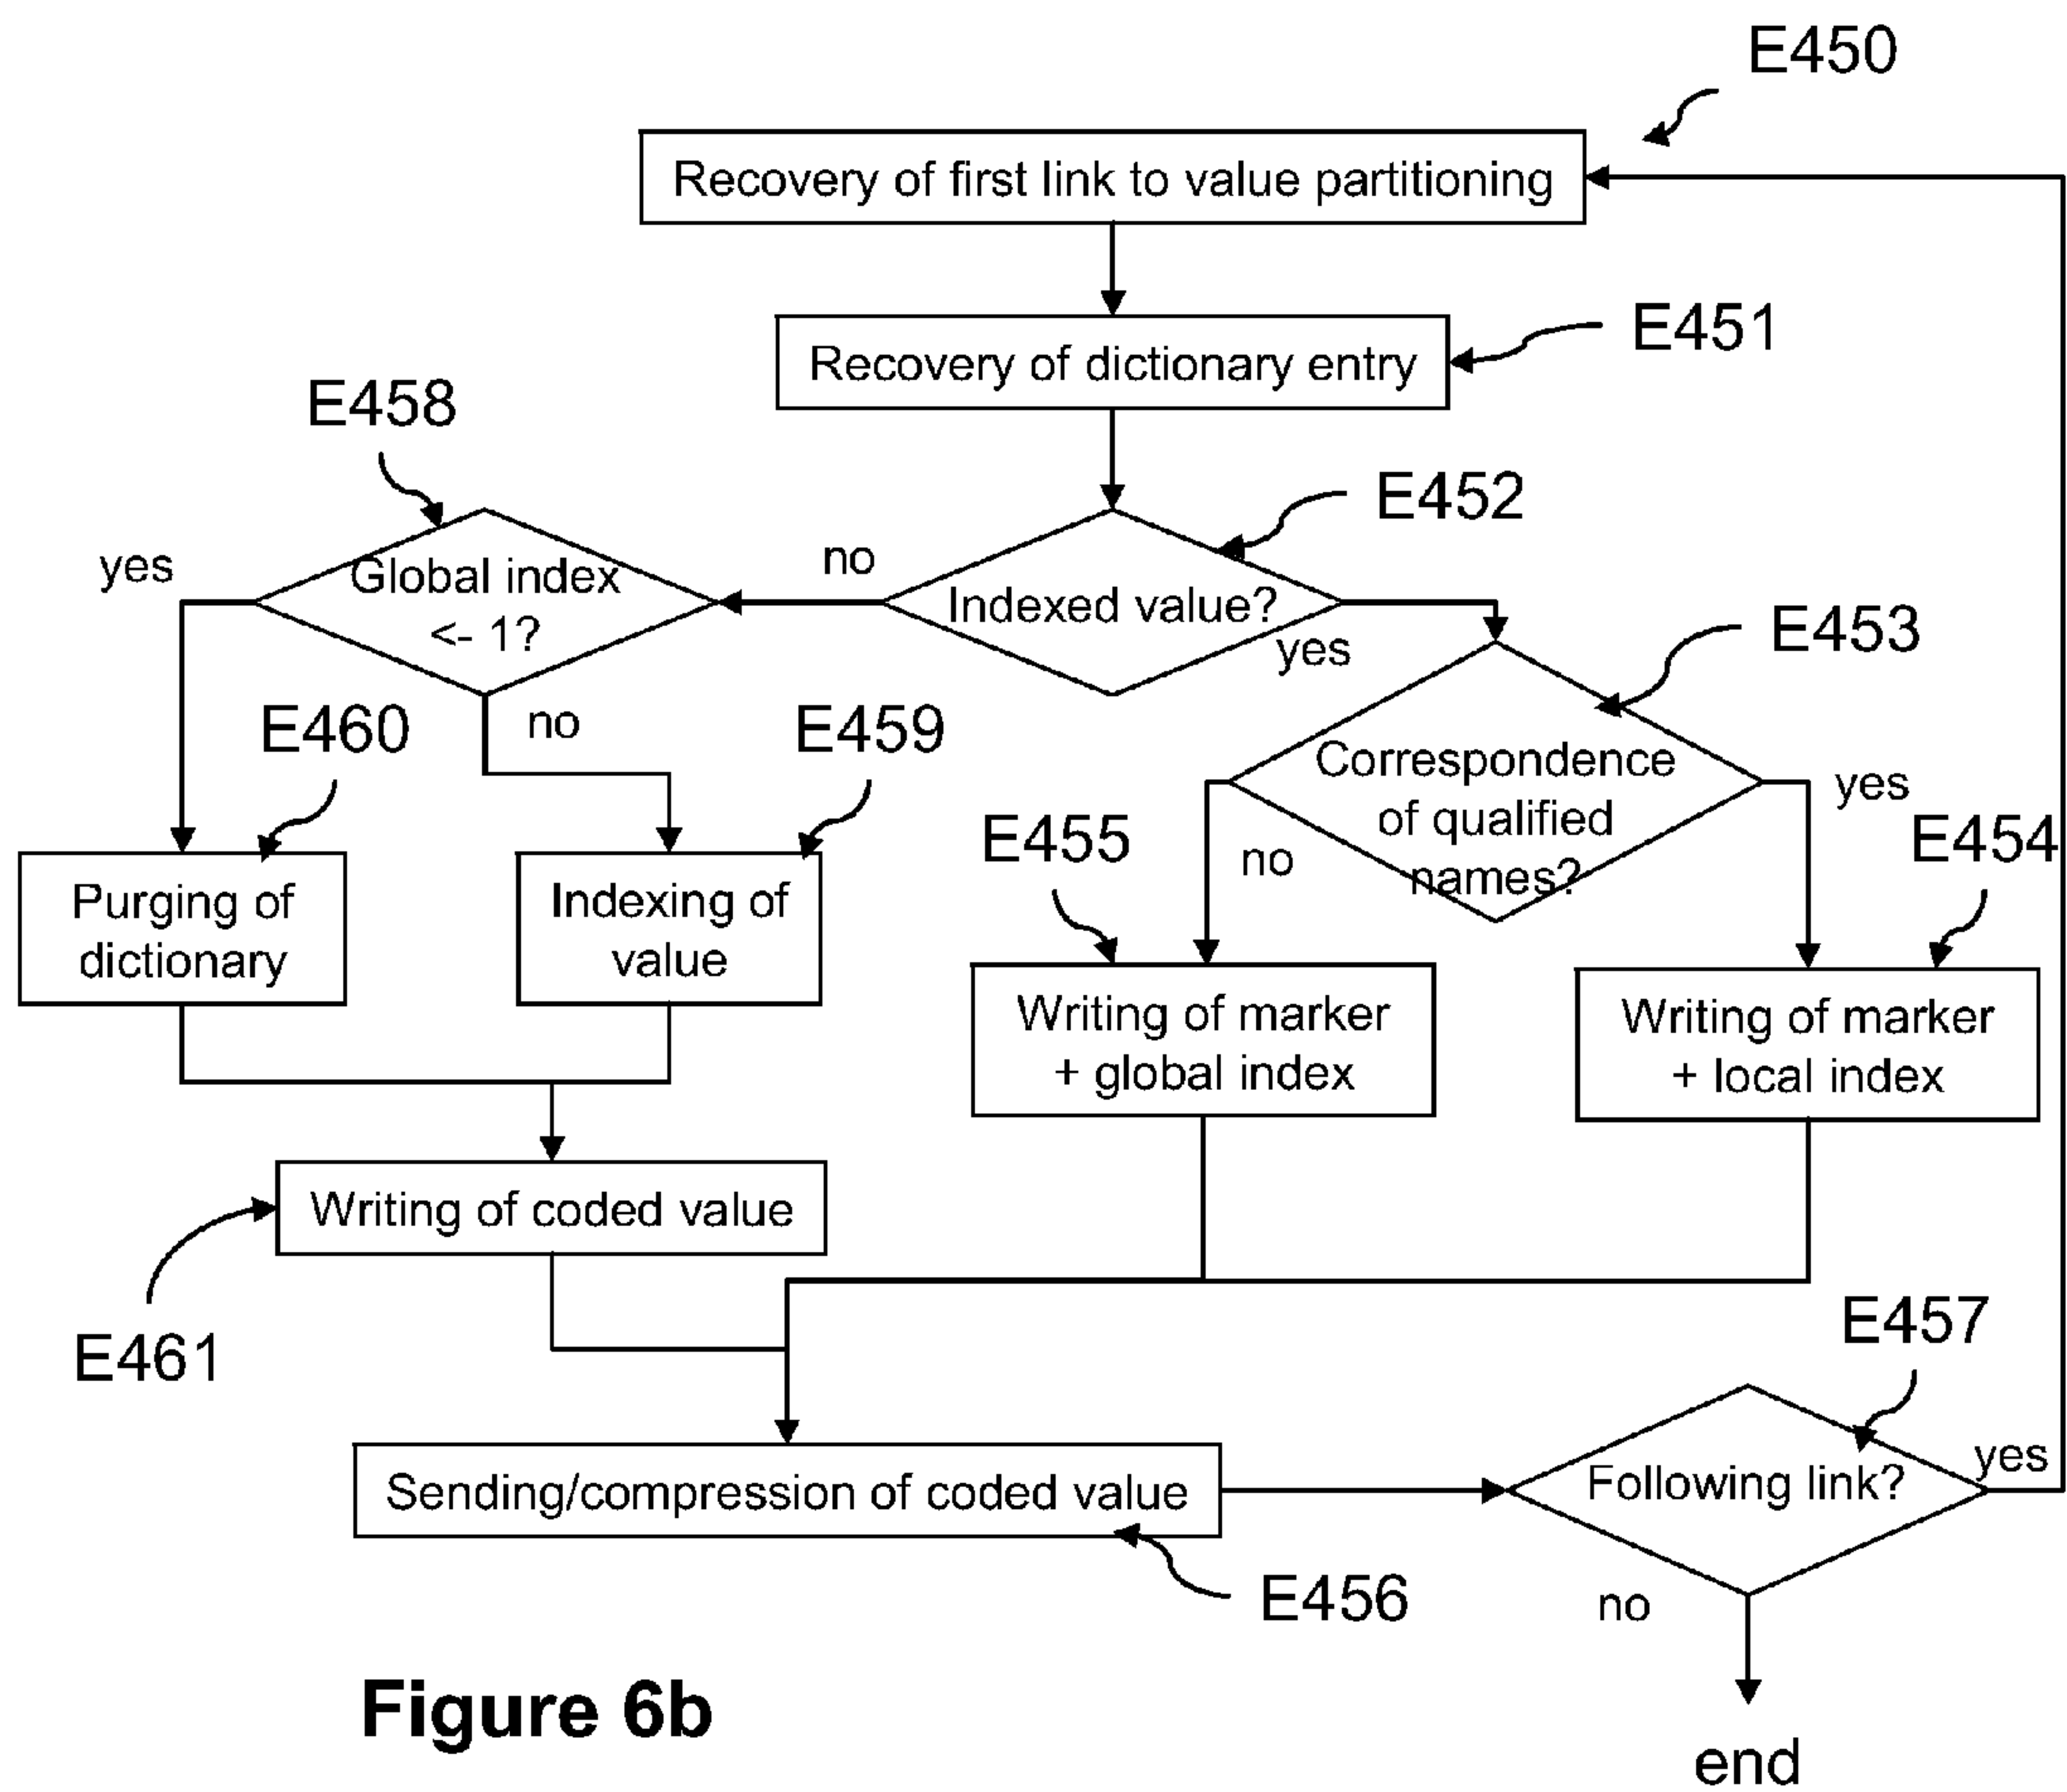 E450
Recovery of first link to value partitioning
E451
Recovery of dictionary entry
E458
E452
yes
Global index
<- 1?
no
Indexed value?
yes
E453
E460
no
E459
Correspondence
of qualified
names?
yes
E455
no
E454
Purging of
dictionary
Indexing of
value
Writing of marker
+ global index
Writing of marker
+ local index
Writing of coded value
E461
E457
Sending/compression of coded value
Following link?
yes
E456
no
Figure 6b
end